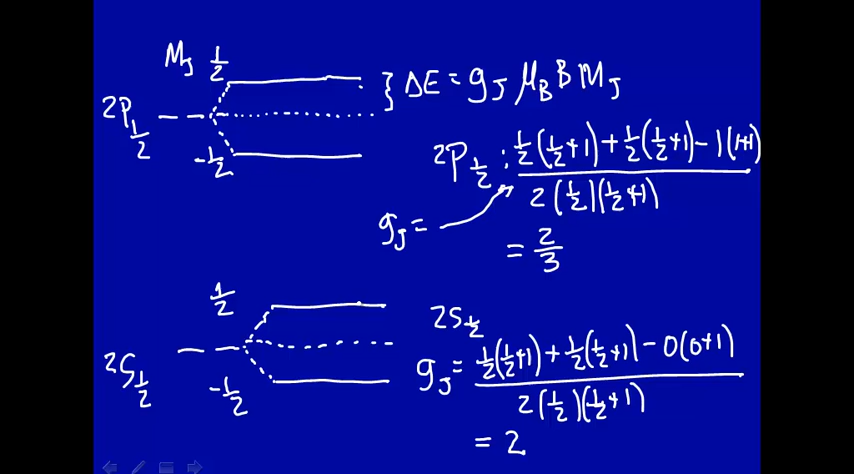 M_J 1/2
2P_1/2
-1/2
} ΔE = g_J μ_B B M_J
2P_1/2 : (1/2(1/2+1) + 1/2(1/2+1) - 1(1+1)) / (2(1/2)(1/2+1))
g_J =
= 2/3
1/2
2S_1/2
-1/2
2S_1/2
g_J = (1/2(1/2+1) + 1/2(1/2+1) - 0(0+1)) / (2(1/2)(1/2+1))
= 2